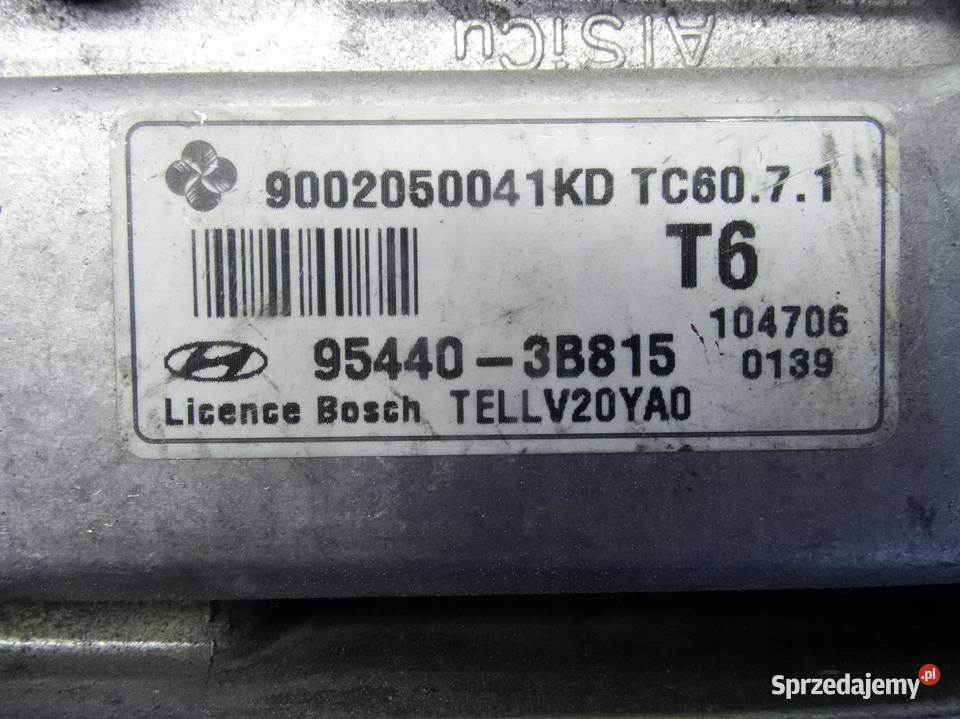 AlSiCu
9002050041KD TC60.7.1
T6
104706
95440-3B815 0139
Licence Bosch TELLV20YA0
Sprzedajemy.pl